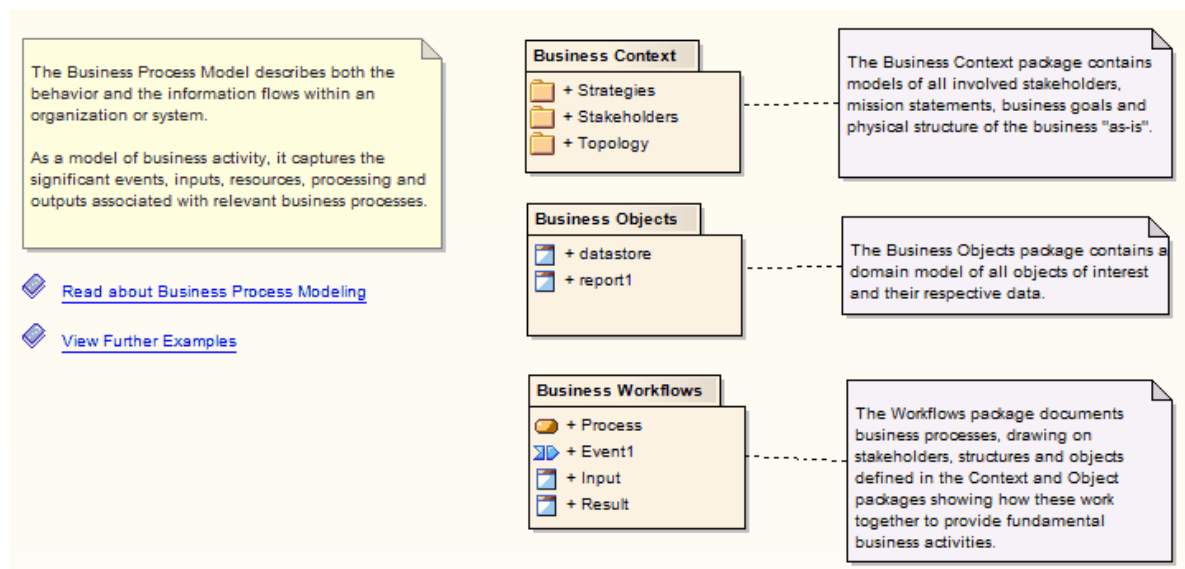 The Business Process Model describes both the
behavior and the information flows within an
organization or system.
As a model of business activity, it captures the
significant events, inputs, resources, processing and
outputs associated with relevant business processes.
Read about Business Process Modeling
View Further Examples
Business Context
+ Strategies
+ Stakeholders
+ Topology
The Business Context package contains
models of all involved stakeholders,
mission statements, business goals and
physical structure of the business "as-is".
Business Objects
+ datastore
+ report1
The Business Objects package contains a
domain model of all objects of interest
and their respective data.
Business Workflows
+ Process
+ Event1
+ Input
+ Result
The Workflows package documents
business processes, drawing on
stakeholders, structures and objects
defined in the Context and Object
packages showing how these work
together to provide fundamental
business activities.